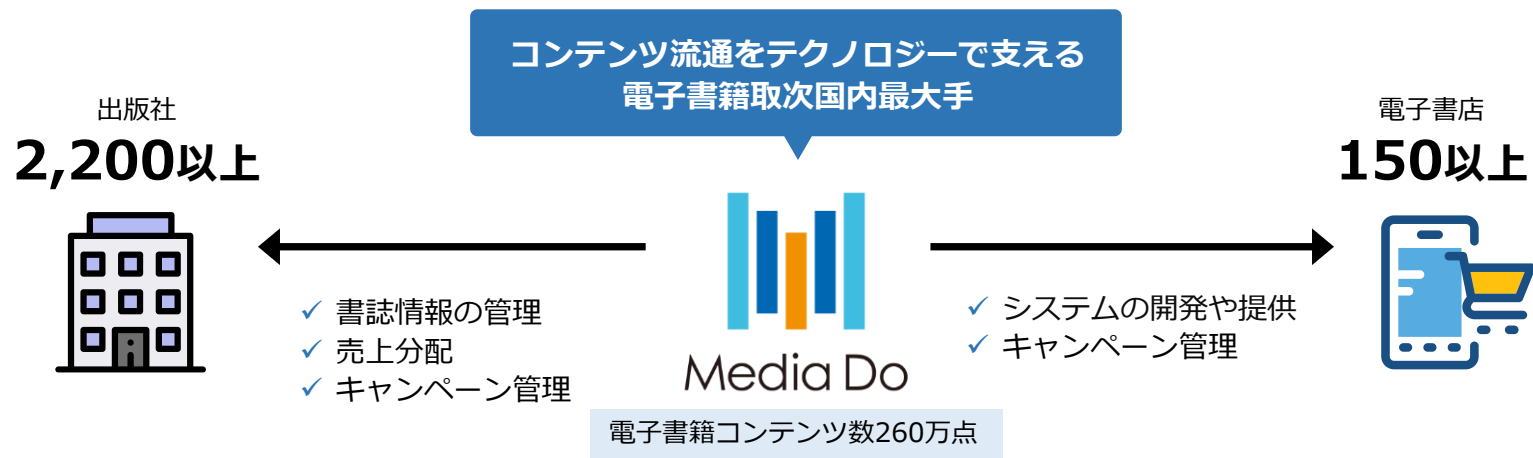 コンテンツ流通をテクノロジーで支える
電子書籍取次国内最大手
出版社
2,200以上
電子書店
150以上
✓ 書誌情報の管理
✓ 売上分配
✓ キャンペーン管理
Media Do
電子書籍コンテンツ数260万点
✓ システムの開発や提供
✓ キャンペーン管理